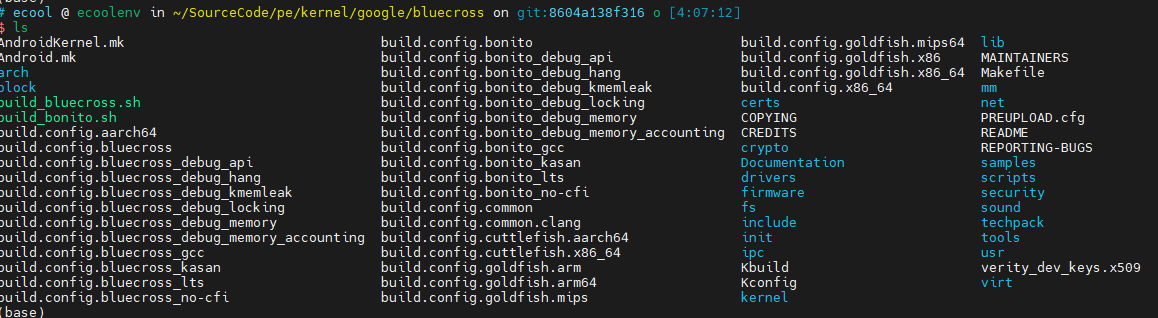 (base)
# ecool @ ecoolenv in ~/SourceCode/pe/kernel/google/bluecross on git:8604a138f316 o [4:07:12]
$ ls
AndroidKernel.mk build.config.bonito build.config.goldfish.mips64 lib
Android.mk build.config.bonito_debug_api build.config.goldfish.x86 MAINTAINERS
arch build.config.bonito_debug_hang build.config.goldfish.x86_64 Makefile
block build.config.bonito_debug_kmemleak build.config.x86_64 mm
build_bluecross.sh build.config.bonito_debug_locking certs net
build_bonito.sh build.config.bonito_debug_memory COPYING PREUPLOAD.cfg
build.config.aarch64 build.config.bonito_debug_memory_accounting CREDITS README
build.config.bluecross build.config.bonito_gcc crypto REPORTING-BUGS
build.config.bluecross_debug_api build.config.bonito_kasan Documentation samples
build.config.bluecross_debug_hang build.config.bonito_lts drivers scripts
build.config.bluecross_debug_kmemleak build.config.bonito_no-cfi firmware security
build.config.bluecross_debug_locking build.config.common fs sound
build.config.bluecross_debug_memory build.config.common.clang include techpack
build.config.bluecross_debug_memory_accounting build.config.cuttlefish.aarch64 init tools
build.config.bluecross_gcc build.config.cuttlefish.x86_64 ipc usr
build.config.bluecross_kasan build.config.goldfish.arm Kbuild verity_dev_keys.x509
build.config.bluecross_lts build.config.goldfish.arm64 Kconfig virt
build.config.bluecross_no-cfi build.config.goldfish.mips kernel
(base)